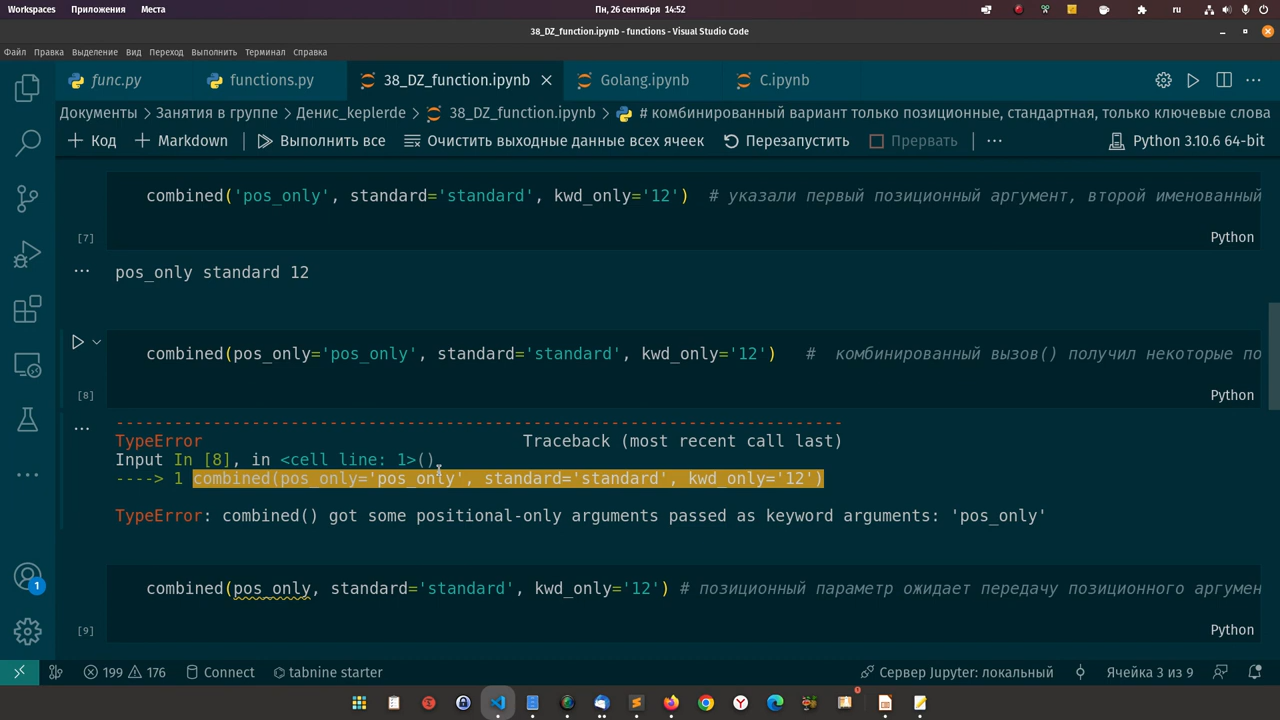 Workspaces Приложения Места Пн, 26 сентября 14:52 ru
38_DZ_function.ipynb - functions - Visual Studio Code
Файл Правка Выделение Вид Переход Выполнить Терминал Справка
func.py functions.py 38_DZ_function.ipynb Golang.ipynb C.ipynb
Документы > Занятия в группе > Денис_keplerde > 38_DZ_function.ipynb > # комбинированный вариант только позиционные, стандартная, только ключевые слова
+ Код + Markdown Выполнить все Очистить выходные данные всех ячеек Перезапустить Прервать ... Python 3.10.6 64-bit
combined('pos_only', standard='standard', kwd_only='12') # указали первый позиционный аргумент, второй именованный
[7] Python
... pos_only standard 12
combined(pos_only='pos_only', standard='standard', kwd_only='12') # комбинированный вызов() получил некоторые по
[8] Python
... ---------------------------------------------------------------------------
TypeError Traceback (most recent call last)
Input In [8], in <cell line: 1>()
----> 1 combined(pos_only='pos_only', standard='standard', kwd_only='12')
TypeError: combined() got some positional-only arguments passed as keyword arguments: 'pos_only'
combined(pos_only, standard='standard', kwd_only='12') # позиционный параметр ожидает передачу позиционного аргумен
[9] Python
1
199 176 Connect tabnine starter Сервер Jupyter: локальный Ячейка 3 из 9